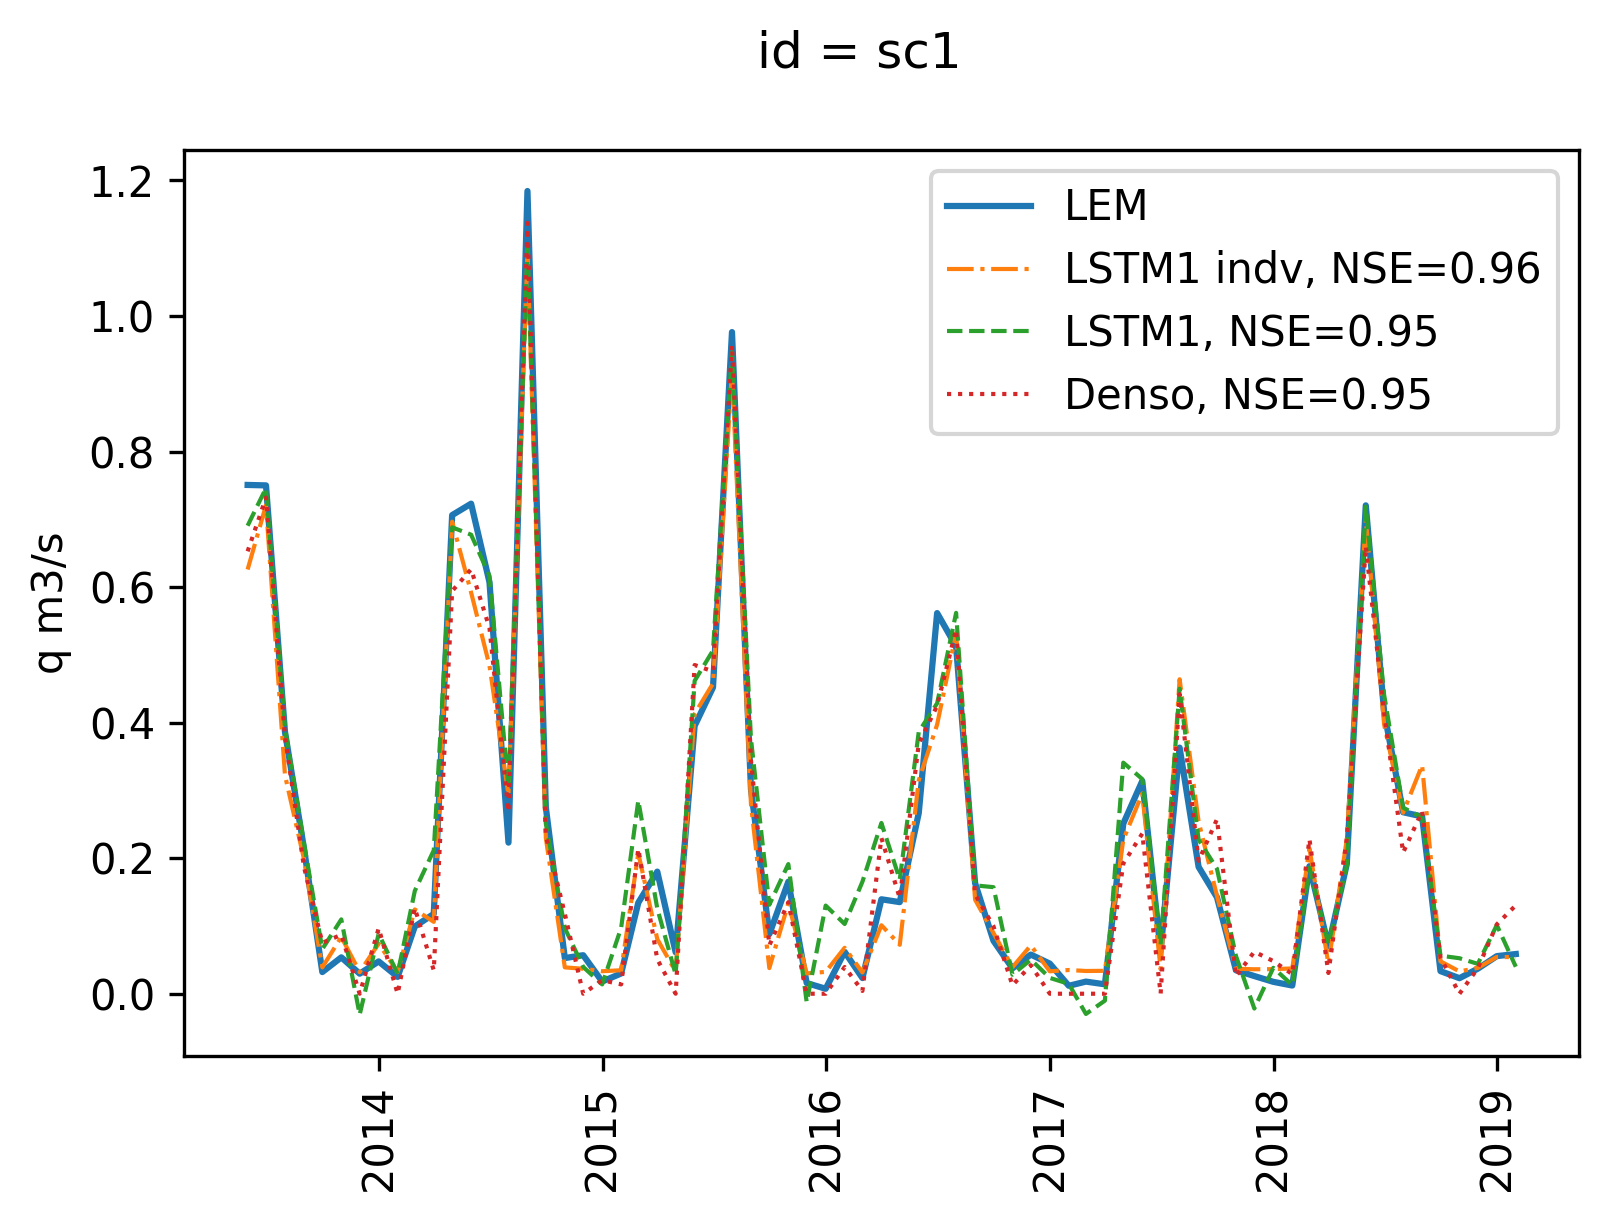 id = sc1
LEM
LSTM1 indv, NSE=0.96
LSTM1, NSE=0.95
Denso, NSE=0.95
q m3/s
1.2
1.0
0.8
0.6
0.4
0.2
0.0
2014
2015
2016
2017
2018
2019